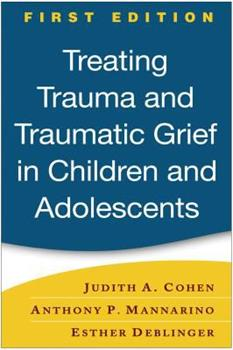 FIRST EDITION
Treating
Trauma and
Traumatic Grief
in Children and
Adolescents
JUDITH A. COHEN
ANTHONY P. MANNARINO
ESTHER DEBLINGER